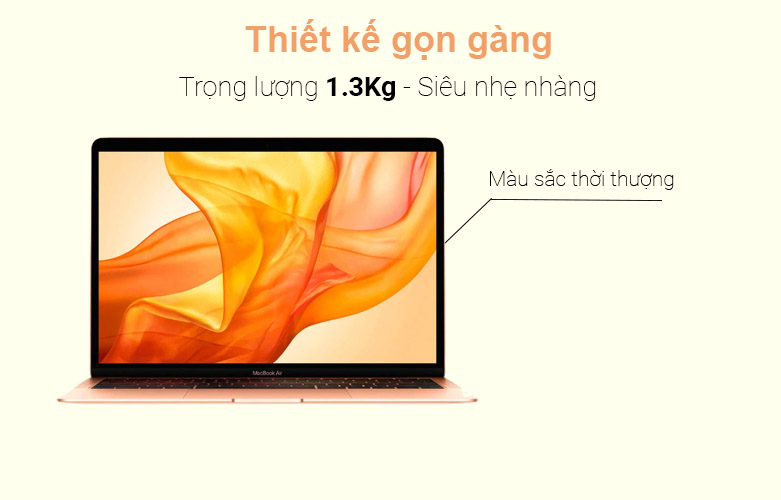 Thiết kế gọn gàng
Trọng lượng 1.3Kg - Siêu nhẹ nhàng
Màu sắc thời thượng
MacBook Air